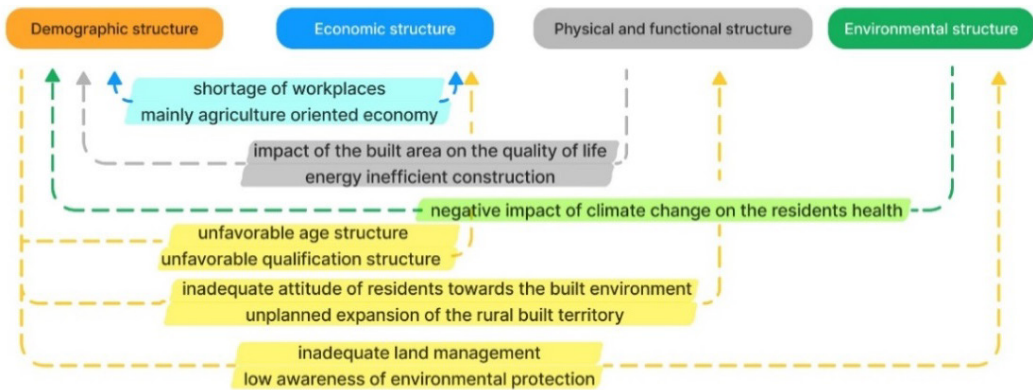 Demographic structure
Economic structure
Physical and functional structure
Environmental structure
shortage of workplaces
mainly agriculture oriented economy
impact of the built area on the quality of life
energy inefficient construction
negative impact of climate change on the residents health
unfavorable age structure
unfavorable qualification structure
inadequate attitude of residents towards the built environment
unplanned expansion of the rural built territory
inadequate land management
low awareness of environmental protection